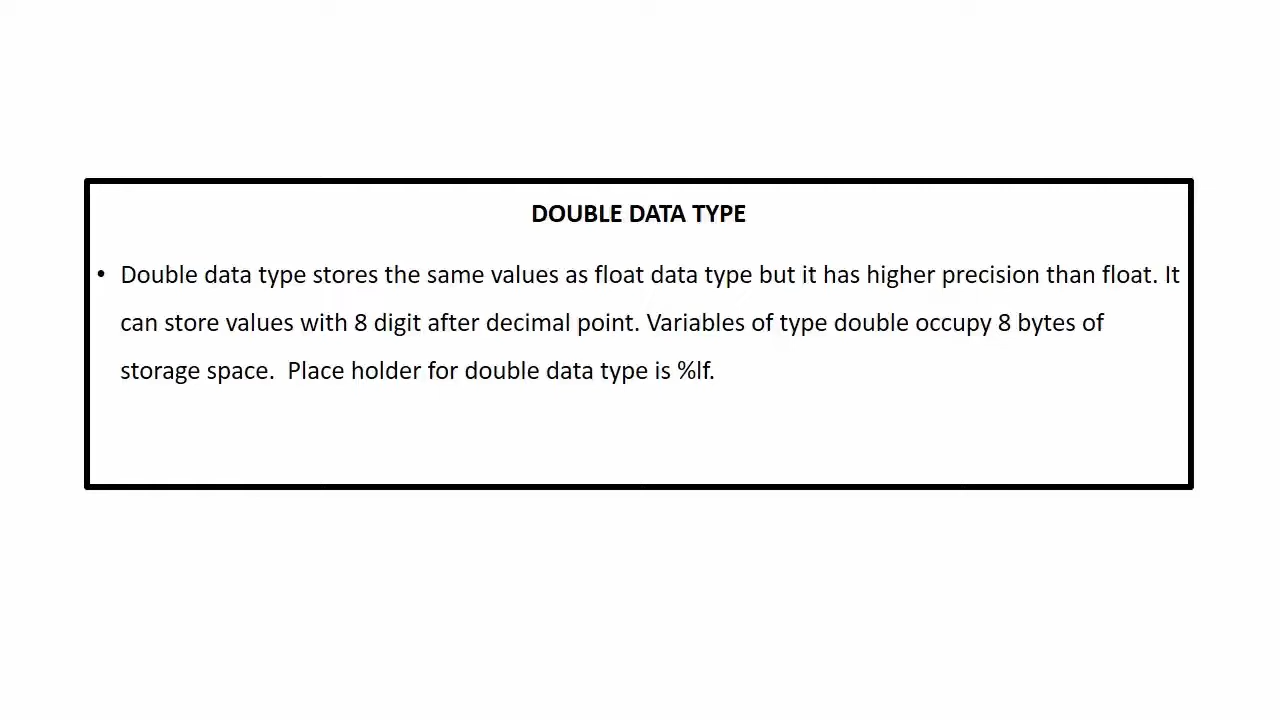 DOUBLE DATA TYPE
• Double data type stores the same values as float data type but it has higher precision than float. It
can store values with 8 digit after decimal point. Variables of type double occupy 8 bytes of
storage space.  Place holder for double data type is %lf.